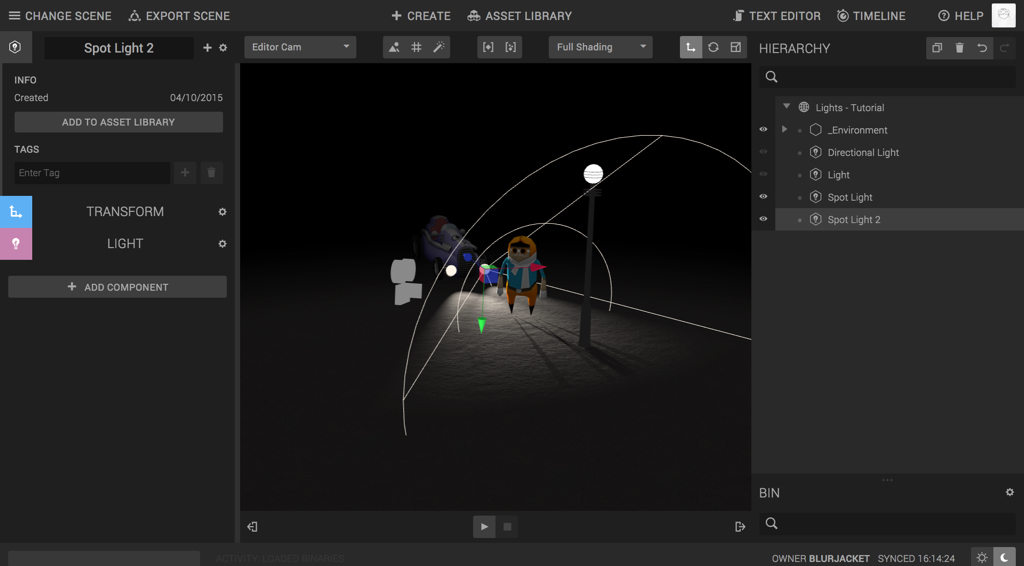 CHANGE SCENE EXPORT SCENE CREATE ASSET LIBRARY TEXT EDITOR TIMELINE HELP
Spot Light 2 Editor Cam Full Shading HIERARCHY
INFO
Created 04/10/2015
ADD TO ASSET LIBRARY
TAGS
Enter Tag
TRANSFORM
LIGHT
ADD COMPONENT
Lights - Tutorial
_Environment
Directional Light
Light
Spot Light
Spot Light 2
BIN
ACTIVITY: LOADED BINARIES
OWNER BLURJACKET SYNCED 16:14:24